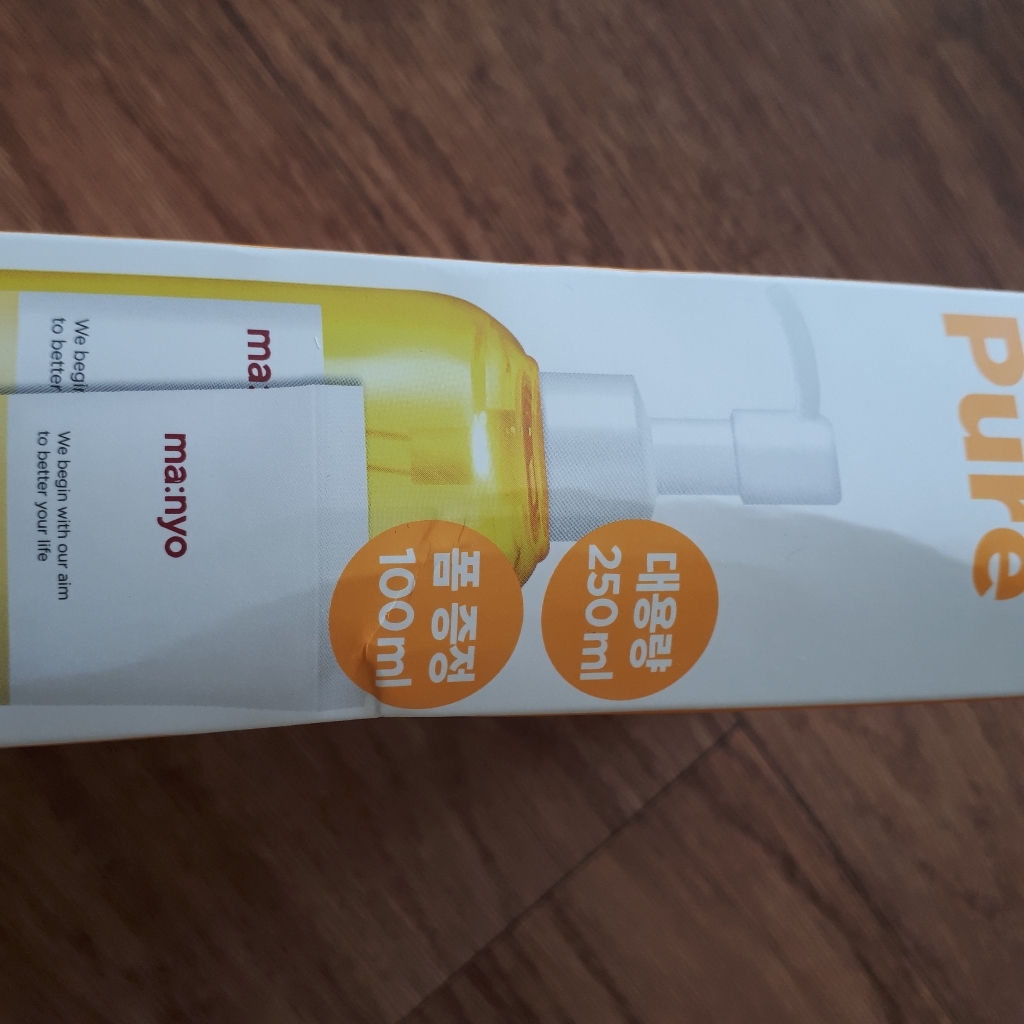 Pure
ma:
We begin
to better
ma:nyo
We begin with our aim
to better your life
대용량
250ml
폼 증정
100ml